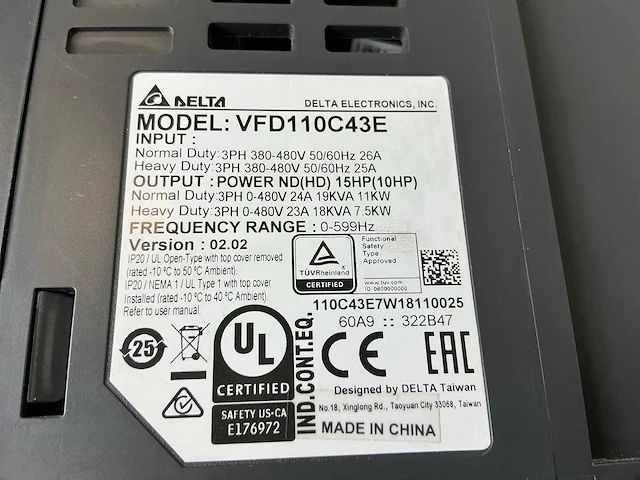 DELTA DELTA ELECTRONICS, INC.
MODEL: VFD110C43E
INPUT :
Normal Duty:3PH 380-480V 50/60Hz 26A
Heavy Duty:3PH 380-480V 50/60Hz 25A
OUTPUT : POWER ND(HD) 15HP(10HP)
Normal Duty:3PH 0-480V 24A 19KVA 11KW
Heavy Duty:3PH 0-480V 23A 18KVA 7.5KW
FREQUENCY RANGE : 0-599Hz
Version : 02.02
IP20 / UL Open-Type with top cover removed
(rated -10 °C to 50 °C Ambient).
IP20 / NEMA 1 / UL Type 1 with top cover
Installed (rated -10 °C to 40 °C Ambient).
Refer to user manual.
TÜVRheinland
CERTIFIED
Functional
Safety
Type
Approved
www.tuv.com
ID 0600000000
110C43E7W18110025
60A9 :: 322B47
25
UL
CERTIFIED
SAFETY US-CA
E176972
IND.CONT.EQ.
CE EAC
Designed by DELTA Taiwan
No.18, Xinglong Rd., Taoyuan City 33068, Taiwan
MADE IN CHINA